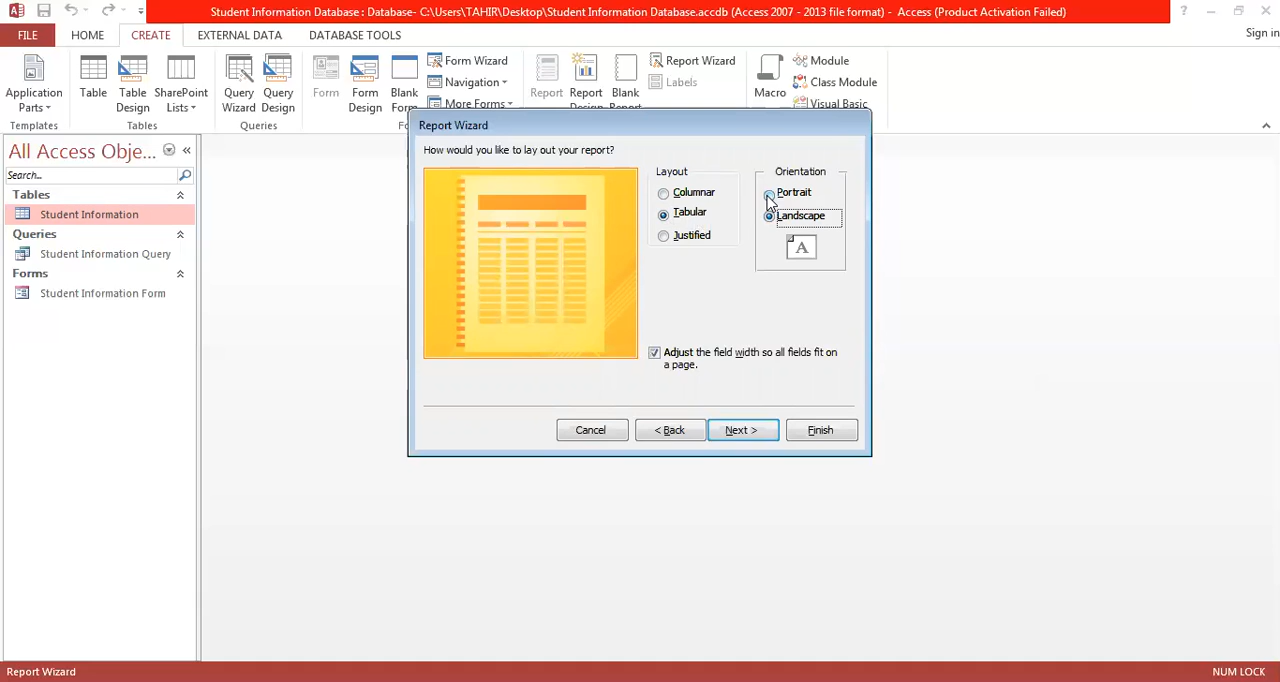 Student Information Database : Database- C:\Users\TAHIR\Desktop\Student Information Database.accdb (Access 2007 - 2013 file format) - Access (Product Activation Failed)
FILE HOME CREATE EXTERNAL DATA DATABASE TOOLS Sign in
Application Parts
Table
Table Design
SharePoint Lists
Query Wizard
Query Design
Form
Form Design
Blank Form
Form Wizard
Navigation
More Forms
Report
Report Design
Blank Report
Report Wizard
Labels
Macro
Module
Class Module
Visual Basic
Templates Tables Queries
All Access Obje...
Search...
Tables
Student Information
Queries
Student Information Query
Forms
Student Information Form
Report Wizard
How would you like to lay out your report?
Layout
Columnar
Tabular
Justified
Orientation
Portrait
Landscape
A
Adjust the field width so all fields fit on
a page.
Cancel < Back Next > Finish
Report Wizard NUM LOCK